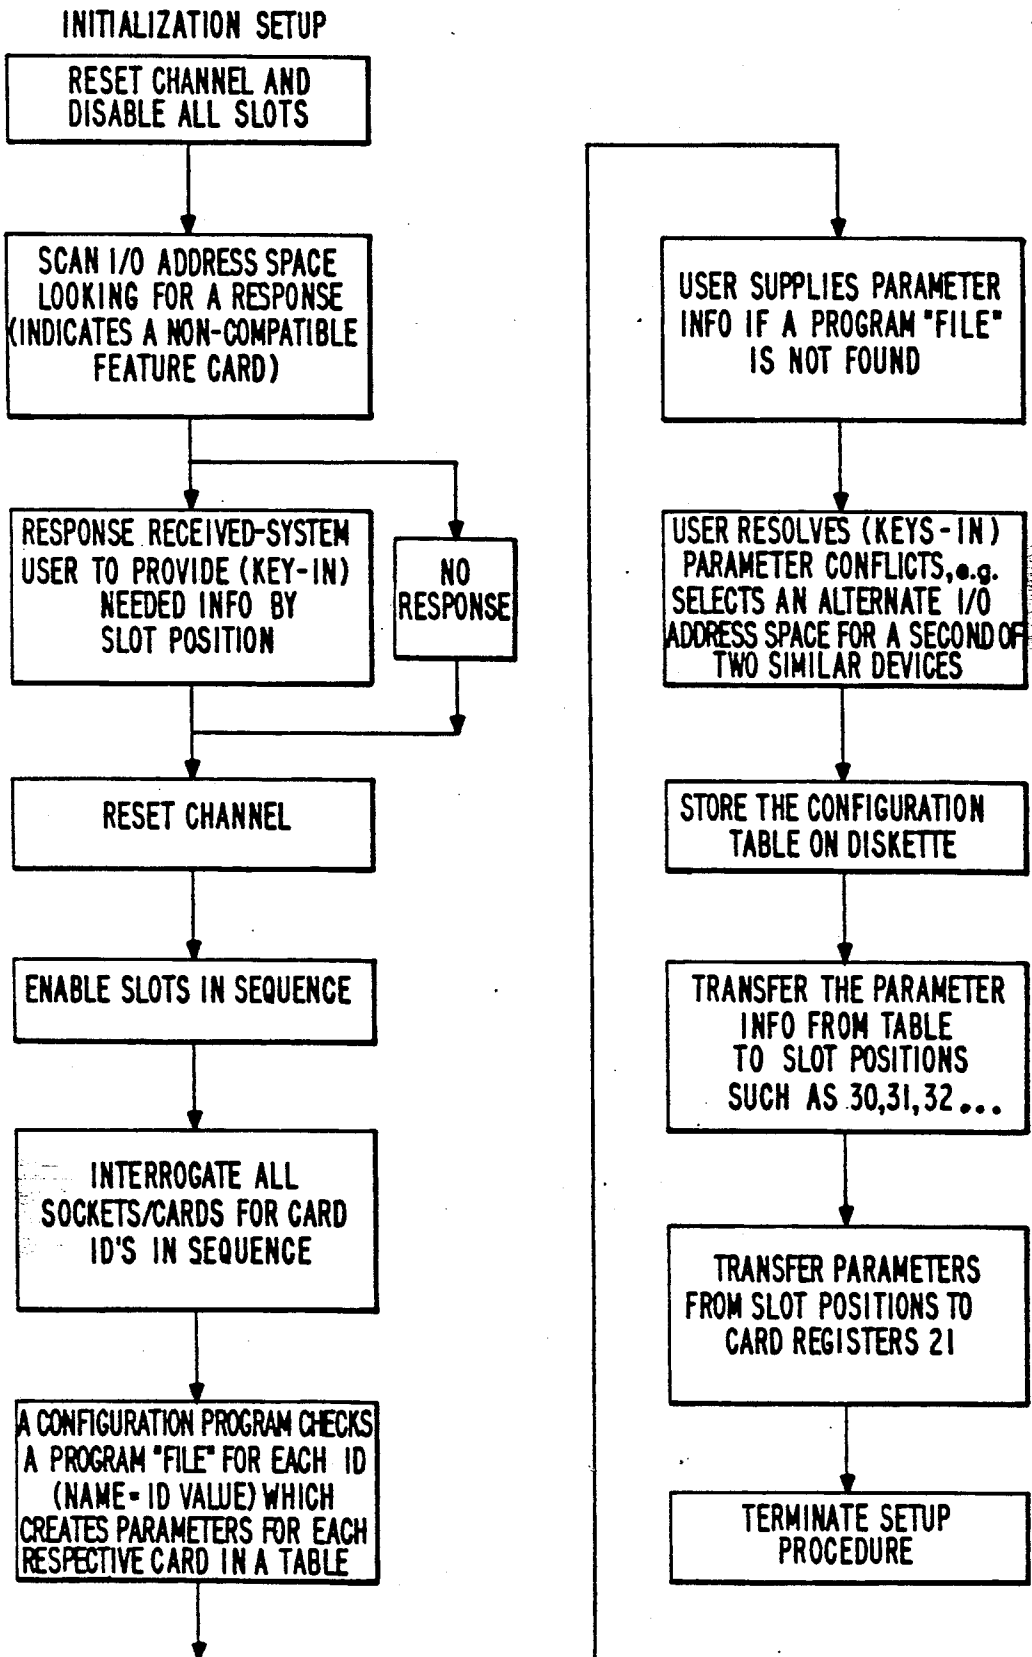 INITIALIZATION SETUP
RESET CHANNEL AND
DISABLE ALL SLOTS
SCAN I/O ADDRESS SPACE
LOOKING FOR A RESPONSE
(INDICATES A NON-COMPATIBLE
FEATURE CARD)
RESPONSE RECEIVED-SYSTEM
USER TO PROVIDE (KEY-IN)
NEEDED INFO BY
SLOT POSITION
NO
RESPONSE
RESET CHANNEL
ENABLE SLOTS IN SEQUENCE
INTERROGATE ALL
SOCKETS/CARDS FOR CARD
ID'S IN SEQUENCE
A CONFIGURATION PROGRAM CHECKS
A PROGRAM "FILE" FOR EACH ID
(NAME=ID VALUE) WHICH
CREATES PARAMETERS FOR EACH
RESPECTIVE CARD IN A TABLE
USER SUPPLIES PARAMETER
INFO IF A PROGRAM "FILE"
IS NOT FOUND
USER RESOLVES (KEYS-IN)
PARAMETER CONFLICTS, e.g.
SELECTS AN ALTERNATE I/O
ADDRESS SPACE FOR A SECOND OF
TWO SIMILAR DEVICES
STORE THE CONFIGURATION
TABLE ON DISKETTE
TRANSFER THE PARAMETER
INFO FROM TABLE
TO SLOT POSITIONS
SUCH AS 30,31,32...
TRANSFER PARAMETERS
FROM SLOT POSITIONS TO
CARD REGISTERS 21
TERMINATE SETUP
PROCEDURE